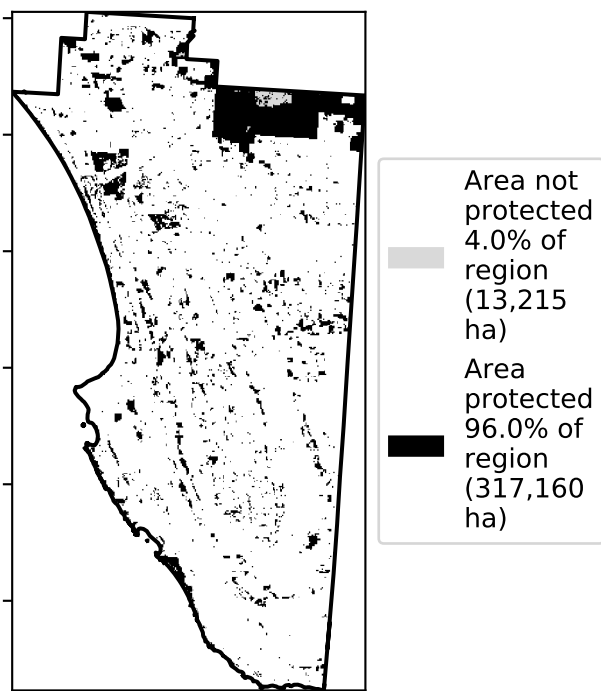 Area not
protected
4.0% of
region
(13,215
ha)
Area
protected
96.0% of
region
(317,160
ha)